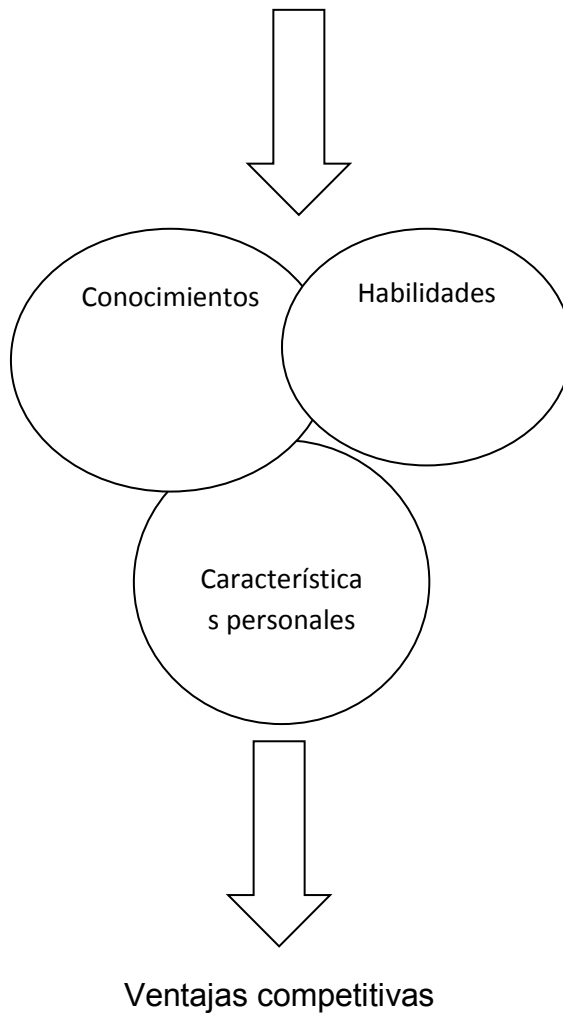 Conocimientos
Habilidades
Característica
s personales
Ventajas competitivas